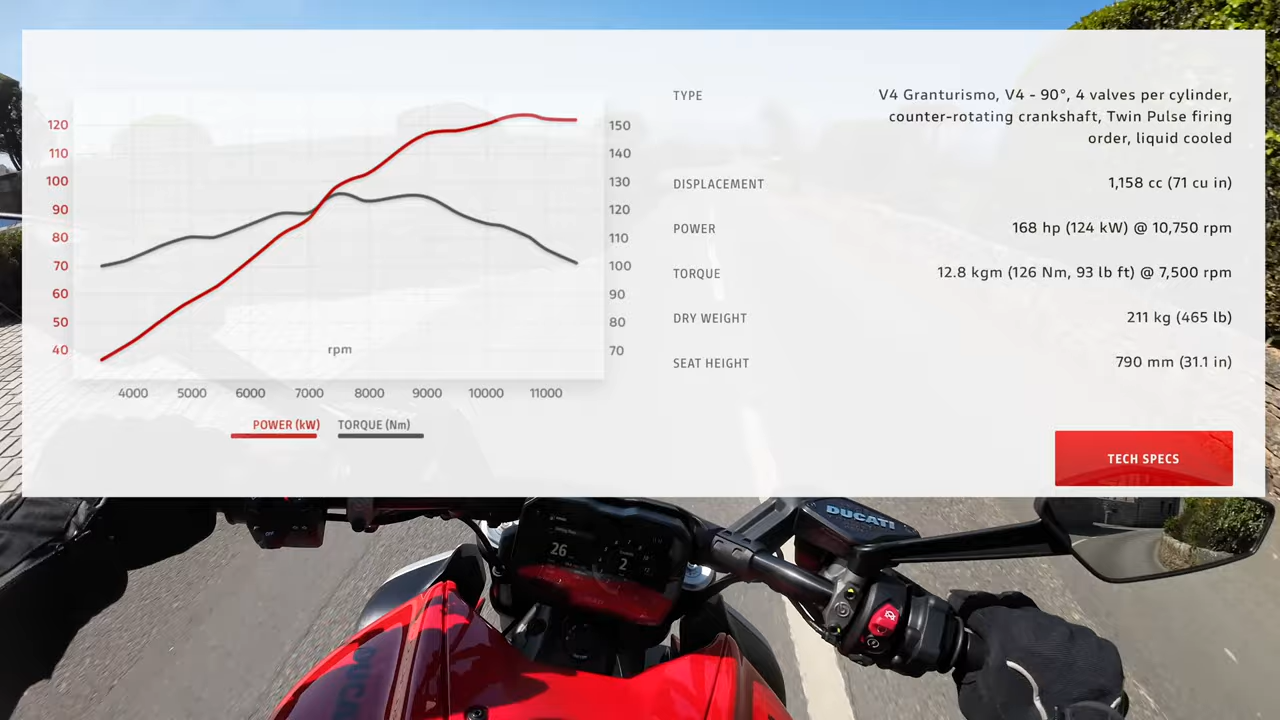 120
110
100
90
80
70
60
50
40
150
140
130
120
110
100
90
80
70
rpm
4000 5000 6000 7000 8000 9000 10000 11000
POWER (kW) TORQUE (Nm)
TYPE V4 Granturismo, V4 - 90°, 4 valves per cylinder,
counter-rotating crankshaft, Twin Pulse firing
order, liquid cooled
DISPLACEMENT 1,158 cc (71 cu in)
POWER 168 hp (124 kW) @ 10,750 rpm
TORQUE 12.8 kgm (126 Nm, 93 lb ft) @ 7,500 rpm
DRY WEIGHT 211 kg (465 lb)
SEAT HEIGHT 790 mm (31.1 in)
TECH SPECS
DUCATI
26
2
DUCATI